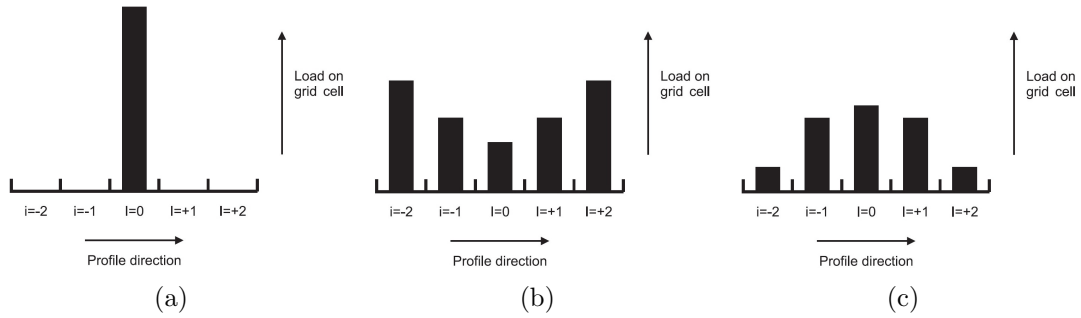 Load on
grid cell
i=-2 i=-1 I=0 I=+1 I=+2
Profile direction
(a)
Load on
grid cell
i=-2 i=-1 I=0 I=+1 I=+2
Profile direction
(b)
Load on
grid cell
i=-2 i=-1 I=0 I=+1 I=+2
Profile direction
(c)